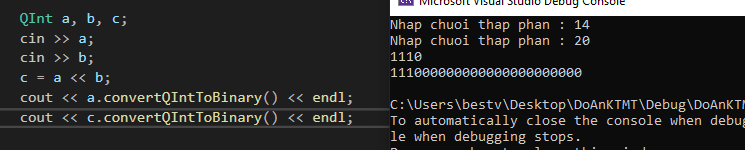 QInt a, b, c;
cin >> a;
cin >> b;
c = a << b;
cout << a.convertQIntToBinary() << endl;
cout << c.convertQIntToBinary() << endl;
Microsoft Visual Studio Debug Console
Nhap chuoi thap phan : 14
Nhap chuoi thap phan : 20
1110
111000000000000000000000
C:\Users\bestv\Desktop\DoAnKTMT\Debug\DoAnKT
To automatically close the console when debug
le when debugging stops.